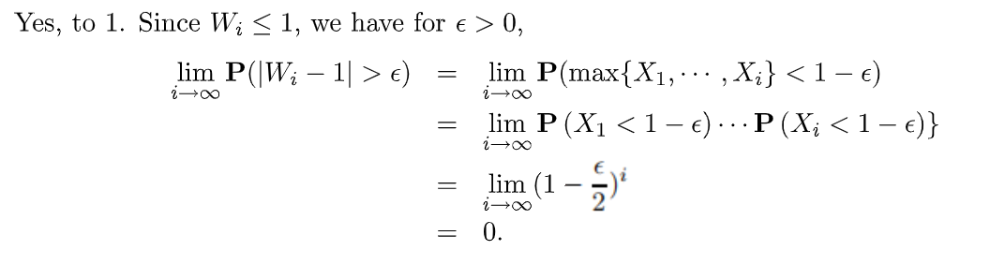 Yes, to 1. Since W_i ≤ 1, we have for ϵ > 0,
lim_{i→∞} P(|W_i − 1| > ϵ) = lim_{i→∞} P(max{X_1, ⋯ , X_i} < 1 − ϵ)
= lim_{i→∞} P (X_1 < 1 − ϵ) ⋯ P (X_i < 1 − ϵ)}
= lim_{i→∞} (1 − ϵ/2)^i
= 0.